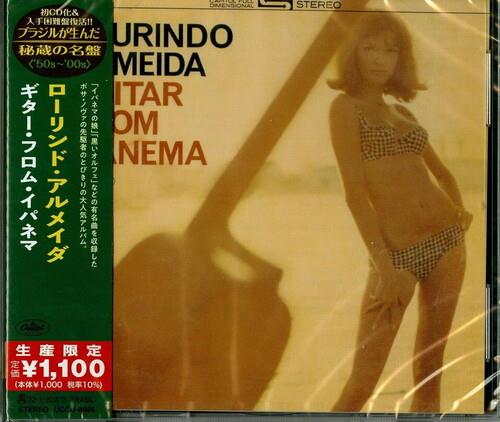 初CD化&
入手困難盤復活!!
ブラジルが生んだ
秘蔵の名盤
〈'50s~'00s〉
「イパネマの娘」「黒いオルフェ」などの有名曲を収録した
ボサ・ノヴァの先駆者のとびきりの大人気アルバム。
ローリンド・アルメイダ
ギター・フロム・イパネマ
Capitol
生産限定
定価 ¥1,100
(本体¥1,000 税率10%)
STEREO
CAPITOL FULL
DIMENSIONAL
STEREO
URINDO
MEIDA
ITAR
OM
ANEMA